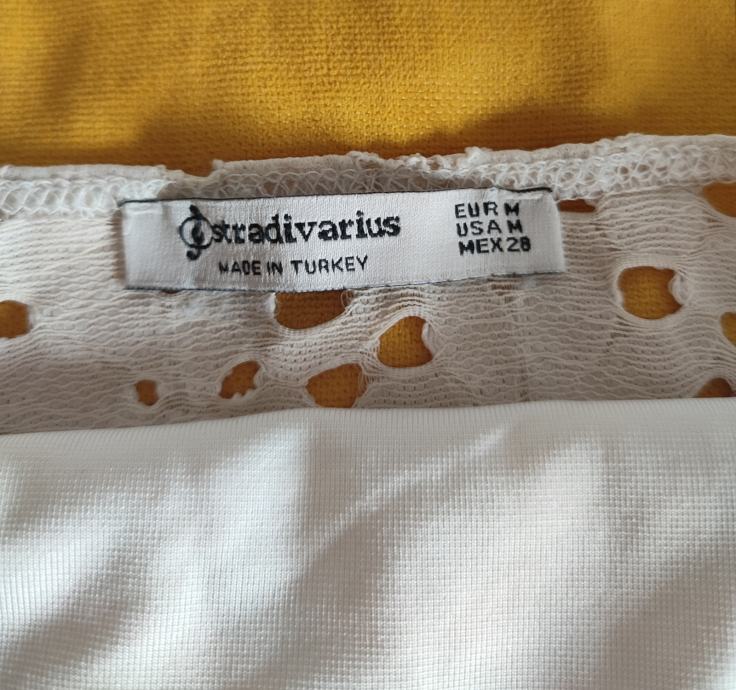 stradivarius
MADE IN TURKEY
EUR M
USA M
MEX 28